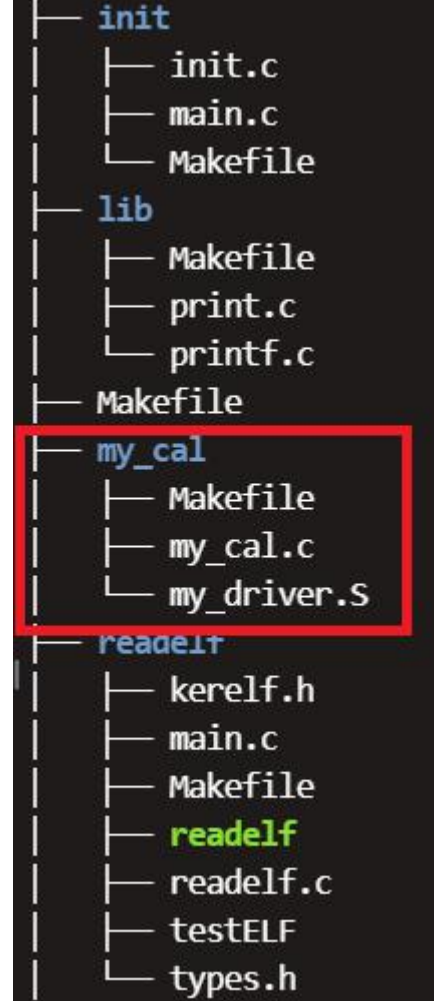 init
init.c
main.c
Makefile
lib
Makefile
print.c
printf.c
Makefile
my_cal
Makefile
my_cal.c
my_driver.S
readelf
kerelf.h
main.c
Makefile
readelf
readelf.c
testELF
types.h